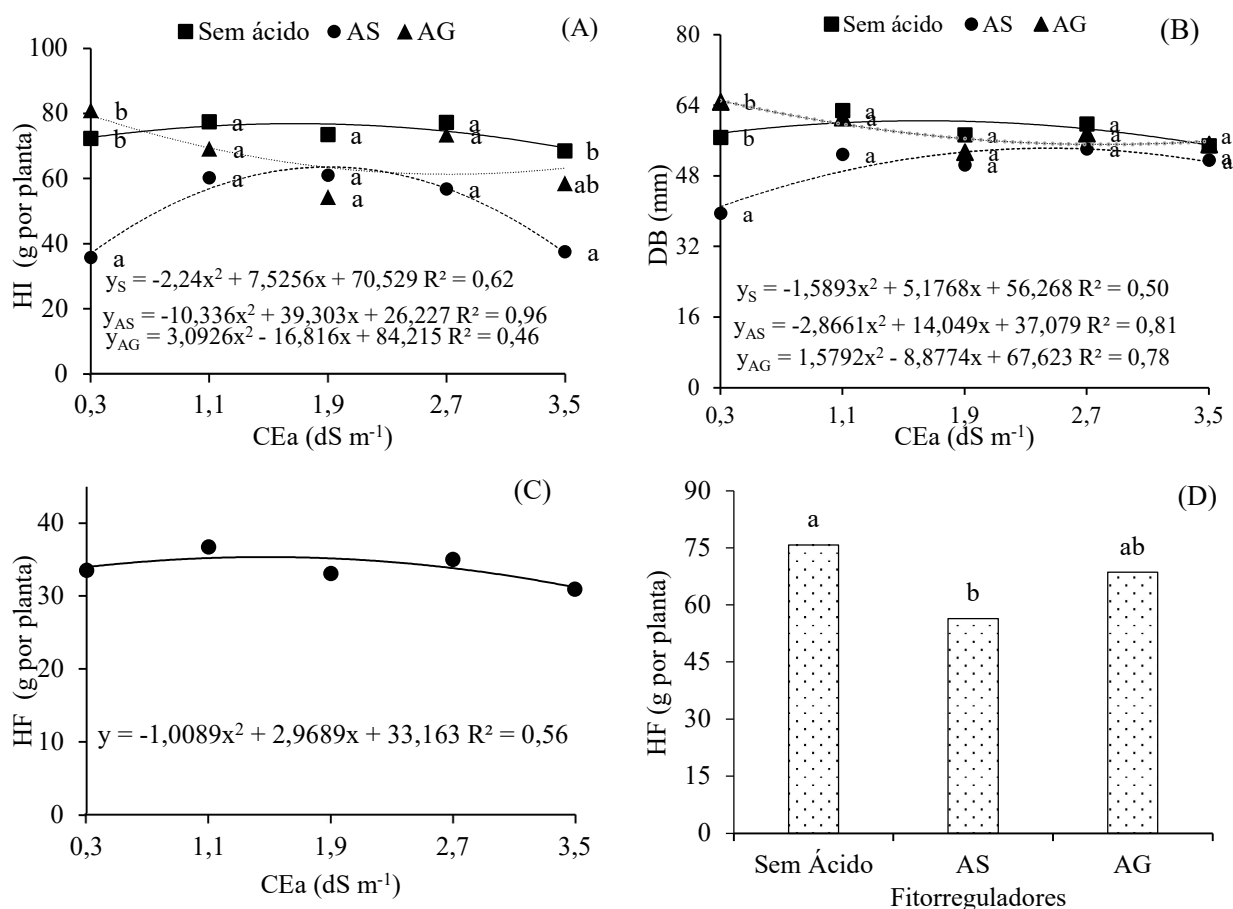 ■ Sem ácido ● AS ▲ AG (A)
HI (g por planta)
100
80
60
40
20
0
b
b
a
a
a
a
a
a
a
a
a
b
ab
a
a
yS = -2,24x² + 7,5256x + 70,529 R² = 0,62
yAS = -10,336x² + 39,303x + 26,227 R² = 0,96
yAG = 3,0926x² - 16,816x + 84,215 R² = 0,46
0,3 1,1 1,9 2,7 3,5
CEa (dS m⁻¹)
■ Sem ácido ● AS ▲ AG (B)
DB (mm)
80
64
48
32
16
0
b
b
a
a
a
a
a
a
a
a
a
a
a
a
a
yS = -1,5893x² + 5,1768x + 56,268 R² = 0,50
yAS = -2,8661x² + 14,049x + 37,079 R² = 0,81
yAG = 1,5792x² - 8,8774x + 67,623 R² = 0,78
0,3 1,1 1,9 2,7 3,5
CEa (dS m⁻¹)
(C)
HF (g por planta)
40
30
20
10
0
y = -1,0089x² + 2,9689x + 33,163 R² = 0,56
0,3 1,1 1,9 2,7 3,5
CEa (dS m⁻¹)
(D)
HF (g por planta)
90
75
60
45
30
15
0
a
b
ab
Sem Ácido AS AG
Fitorreguladores